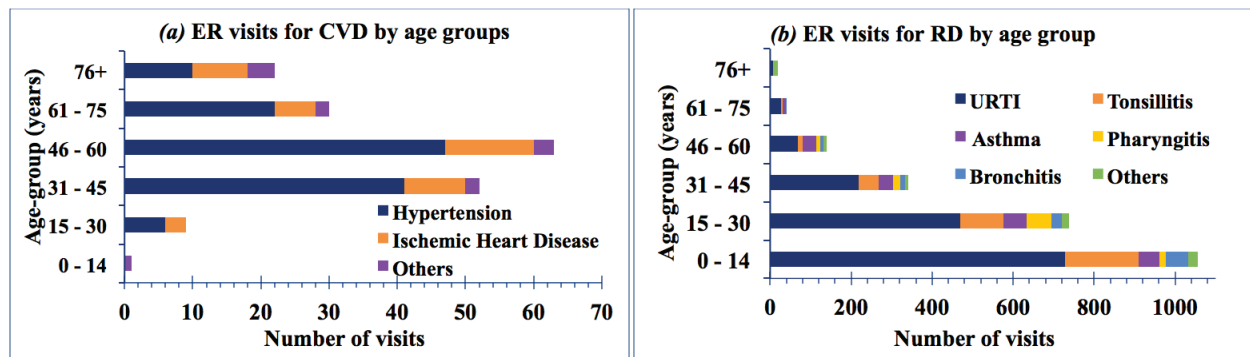 (a) ER visits for CVD by age groups
Age-group (years)
76+
61 - 75
46 - 60
31 - 45
15 - 30
0 - 14
Hypertension
Ischemic Heart Disease
Others
0 10 20 30 40 50 60 70
Number of visits
(b) ER visits for RD by age group
Age-group (years)
76+
61 - 75
46 - 60
31 - 45
15 - 30
0 - 14
URTI Tonsillitis
Asthma Pharyngitis
Bronchitis Others
0 200 400 600 800 1000
Number of visits